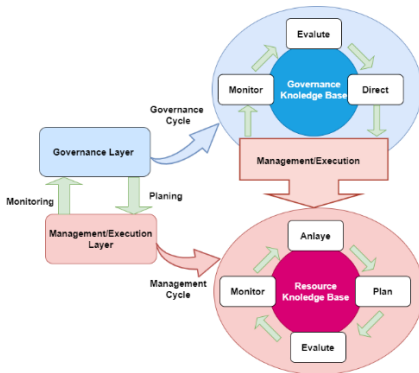 Evalute
Governance
Knoledge Base
Monitor
Direct
Governance
Cycle
Governance Layer
Management/Execution
Monitoring
Planing
Management/Execution
Layer
Anlaye
Management
Cycle
Monitor
Resource
Knowledge Base
Plan
Evalute